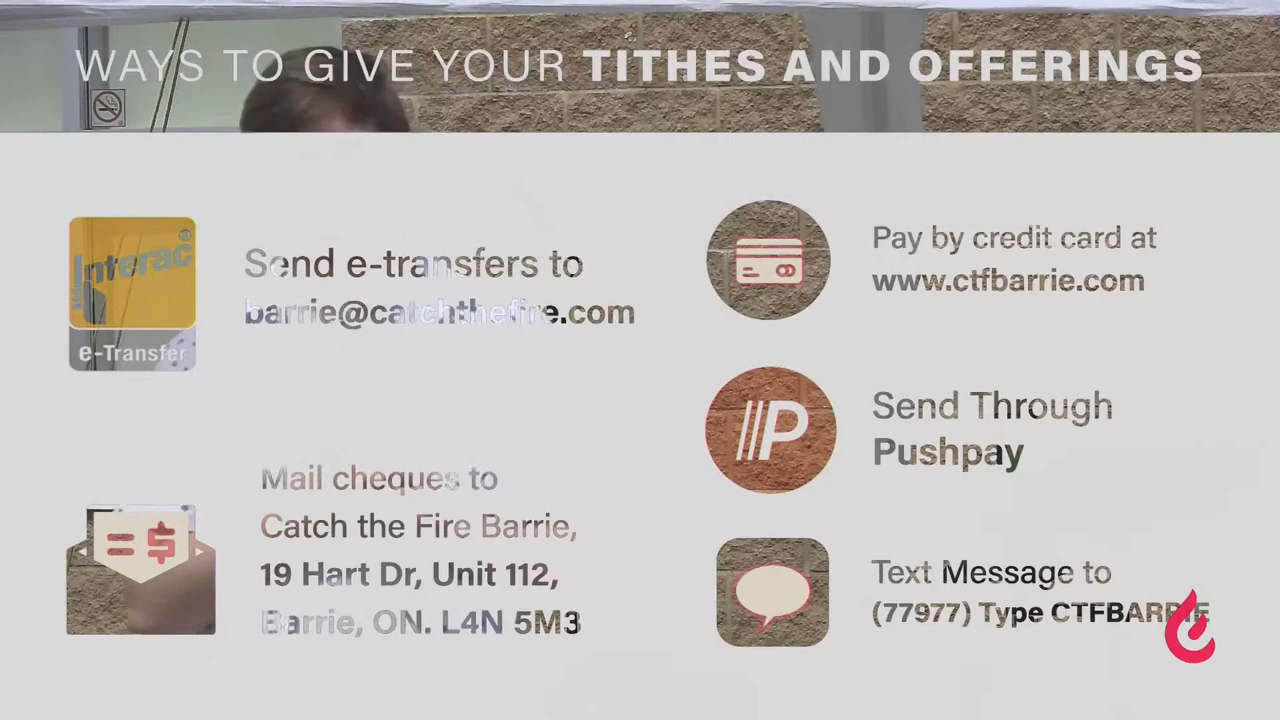 WAYS TO GIVE YOUR TITHES AND OFFERINGS
Interac®
e-Transfer
Send e-transfers to
barrie@catchthefire.com
Mail cheques to
Catch the Fire Barrie,
19 Hart Dr, Unit 112,
Barrie, ON. L4N 5M3
Pay by credit card at
www.ctfbarrie.com
P
Send Through
Pushpay
Text Message to
(77977) Type CTFBARRIE